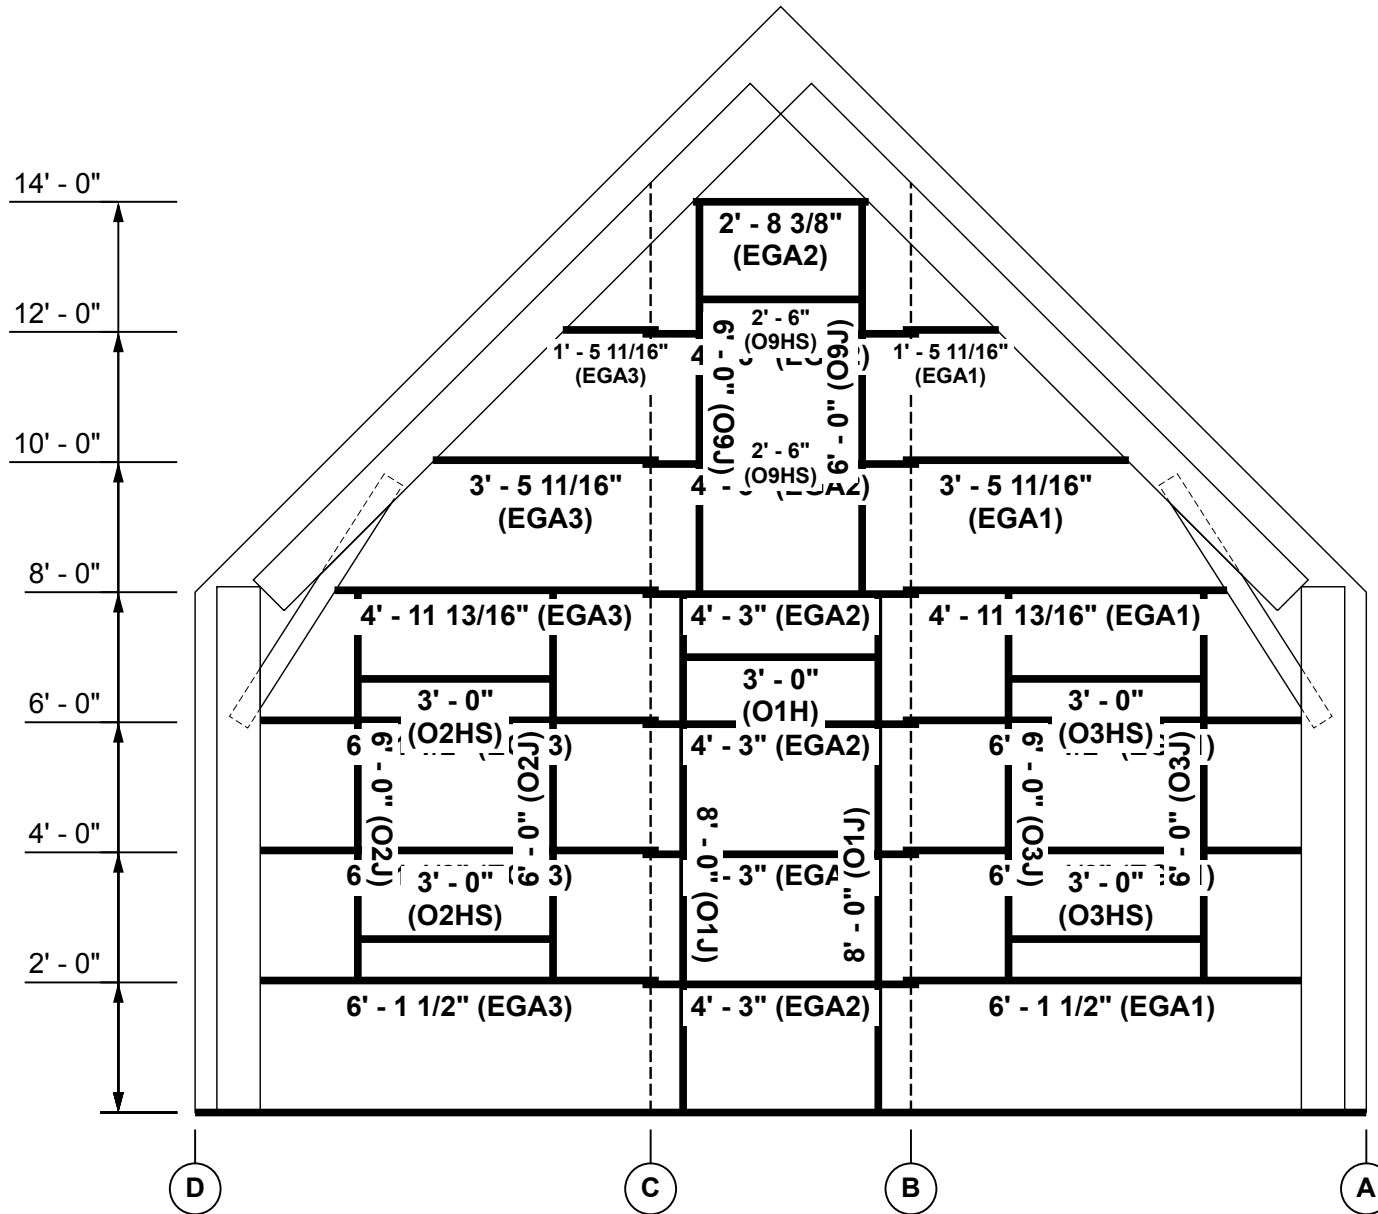 14' - 0"
2' - 8 3/8"
(EGA2)
12' - 0"
2' - 6"
(O9HS)
6' - 0" (O9J)
6' - 0" (O9J)
1' - 5 11/16"
(EGA3)
1' - 5 11/16"
(EGA1)
10' - 0"
2' - 6"
(O9HS)
3' - 5 11/16"
(EGA3)
3' - 5 11/16"
(EGA1)
8' - 0"
4' - 11 13/16" (EGA3)
4' - 3" (EGA2)
4' - 11 13/16" (EGA1)
6' - 0"
3' - 0"
(O2HS)
3' - 0"
(O1H)
3' - 0"
(O3HS)
4' - 3" (EGA2)
6' - 0" (O2J)
6' - 0" (O2J)
6' - 0" (O3J)
6' - 0" (O3J)
4' - 0"
8' - 0" (O1J)
8' - 0" (O1J)
3' - 0"
(O2HS)
3' - 0"
(O3HS)
2' - 0"
6' - 1 1/2" (EGA3)
4' - 3" (EGA2)
6' - 1 1/2" (EGA1)
D
C
B
A